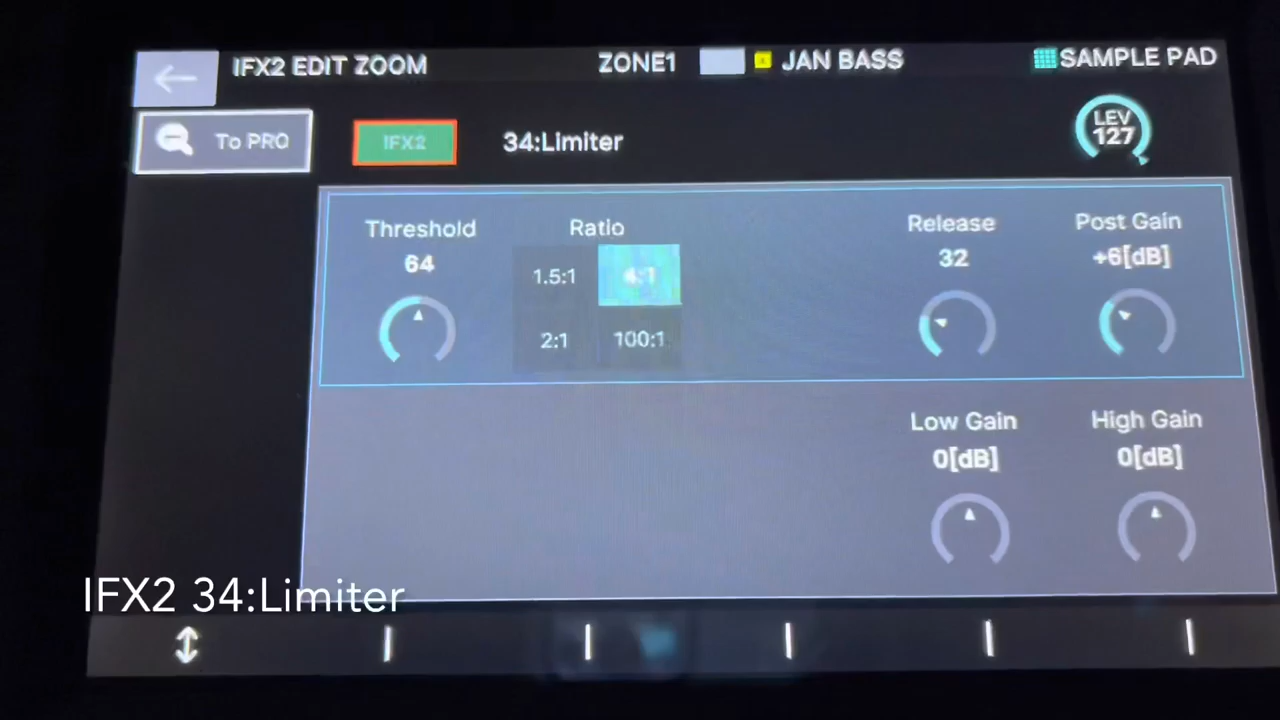 IFX2 EDIT ZOOM ZONE1 JAN BASS SAMPLE PAD
To PRO IFX2 34:Limiter LEV 127
Threshold Ratio Release Post Gain
64 1.5:1 4:1 32 +6[dB]
2:1 100:1
Low Gain High Gain
0[dB] 0[dB]
IFX2 34:Limiter